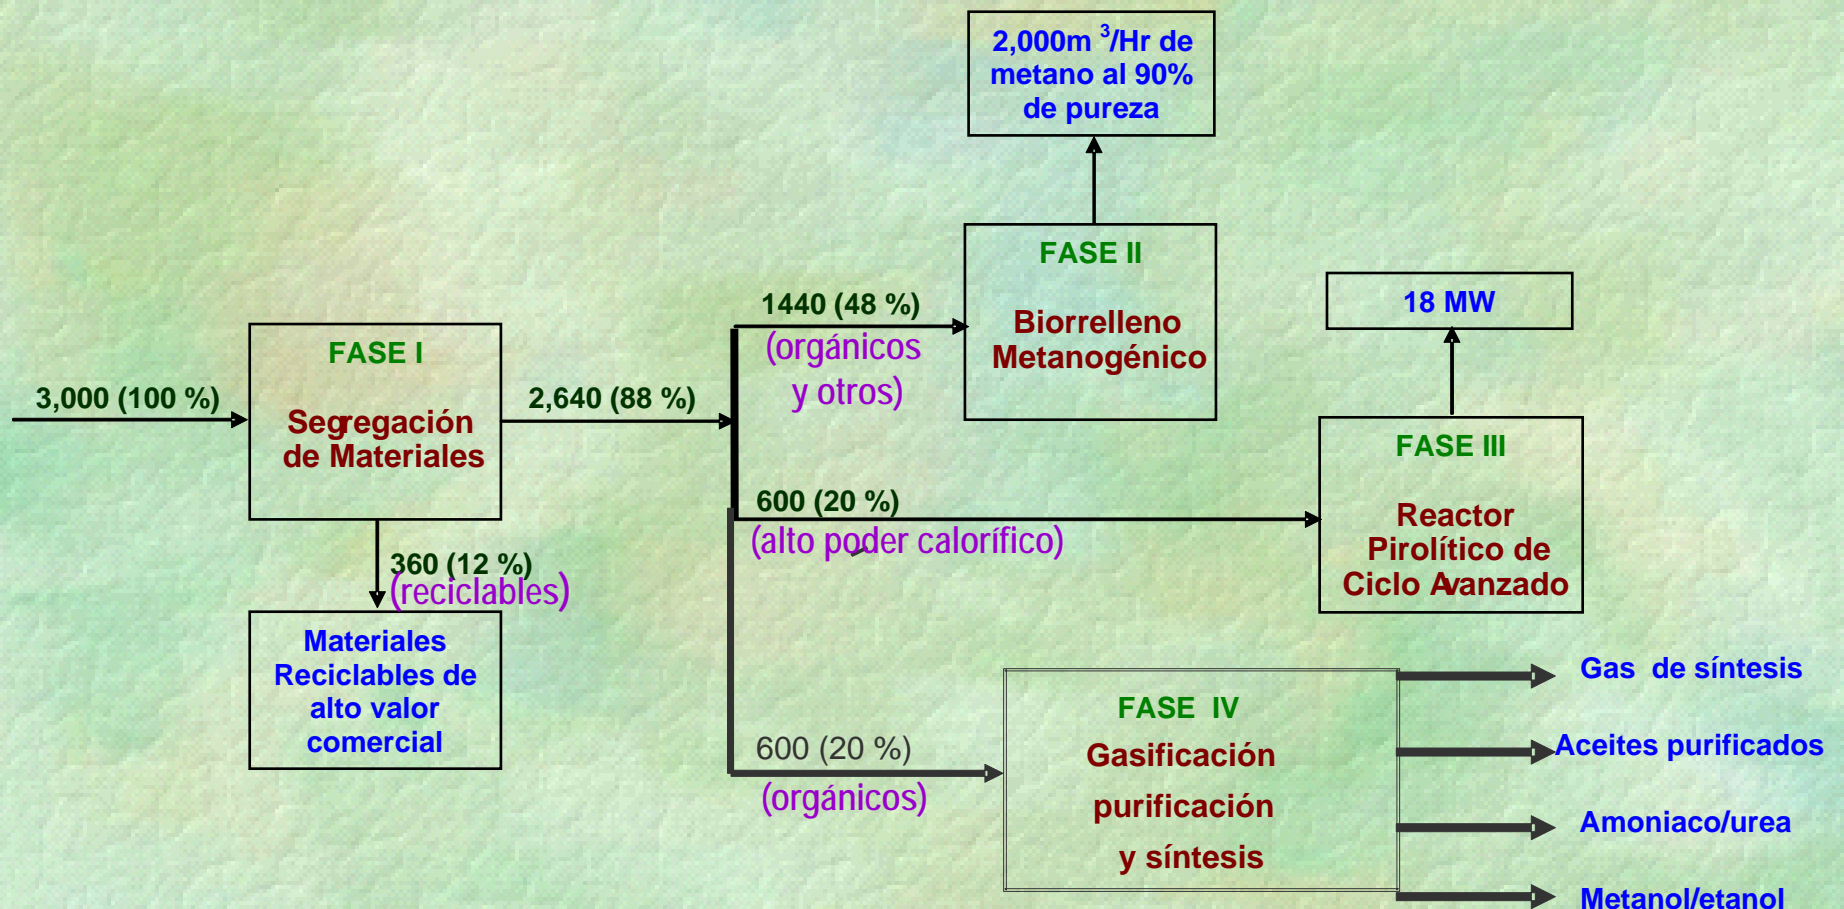 2,000m ³/Hr de
metano al 90%
de pureza
FASE II
Biorrelleno
Metanogénico
1440 (48 %)
(orgánicos
y otros)
18 MW
FASE I
Segregación
de Materiales
3,000 (100 %)
2,640 (88 %)
FASE III
Reactor
Pirolítico de
Ciclo Avanzado
600 (20 %)
(alto poder calorífico)
360 (12 %)
(reciclables)
Materiales
Reciclables de
alto valor
comercial
FASE IV
Gasificación
purificación
y síntesis
600 (20 %)
(orgánicos)
Gas de síntesis
Aceites purificados
Amoniaco/urea
Metanol/etanol